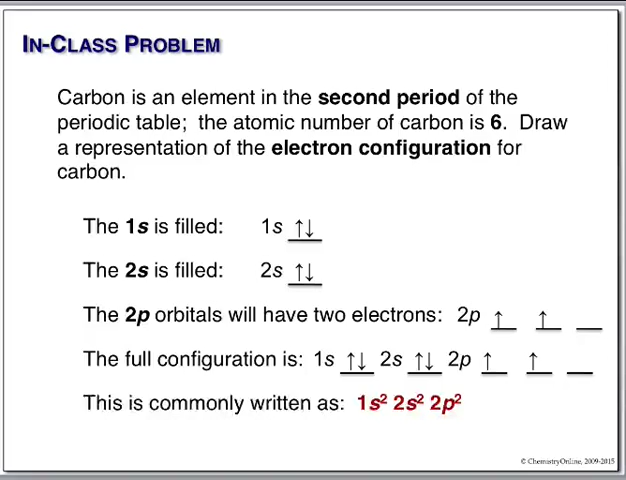 IN-CLASS PROBLEM
Carbon is an element in the second period of the
periodic table; the atomic number of carbon is 6. Draw
a representation of the electron configuration for
carbon.
The 1s is filled: 1s ↑↓
The 2s is filled: 2s ↑↓
The 2p orbitals will have two electrons: 2p ↑ ↑ __
The full configuration is: 1s ↑↓ 2s ↑↓ 2p ↑ ↑ __
This is commonly written as: 1s² 2s² 2p²
© ChemistryOnline, 2009-2015